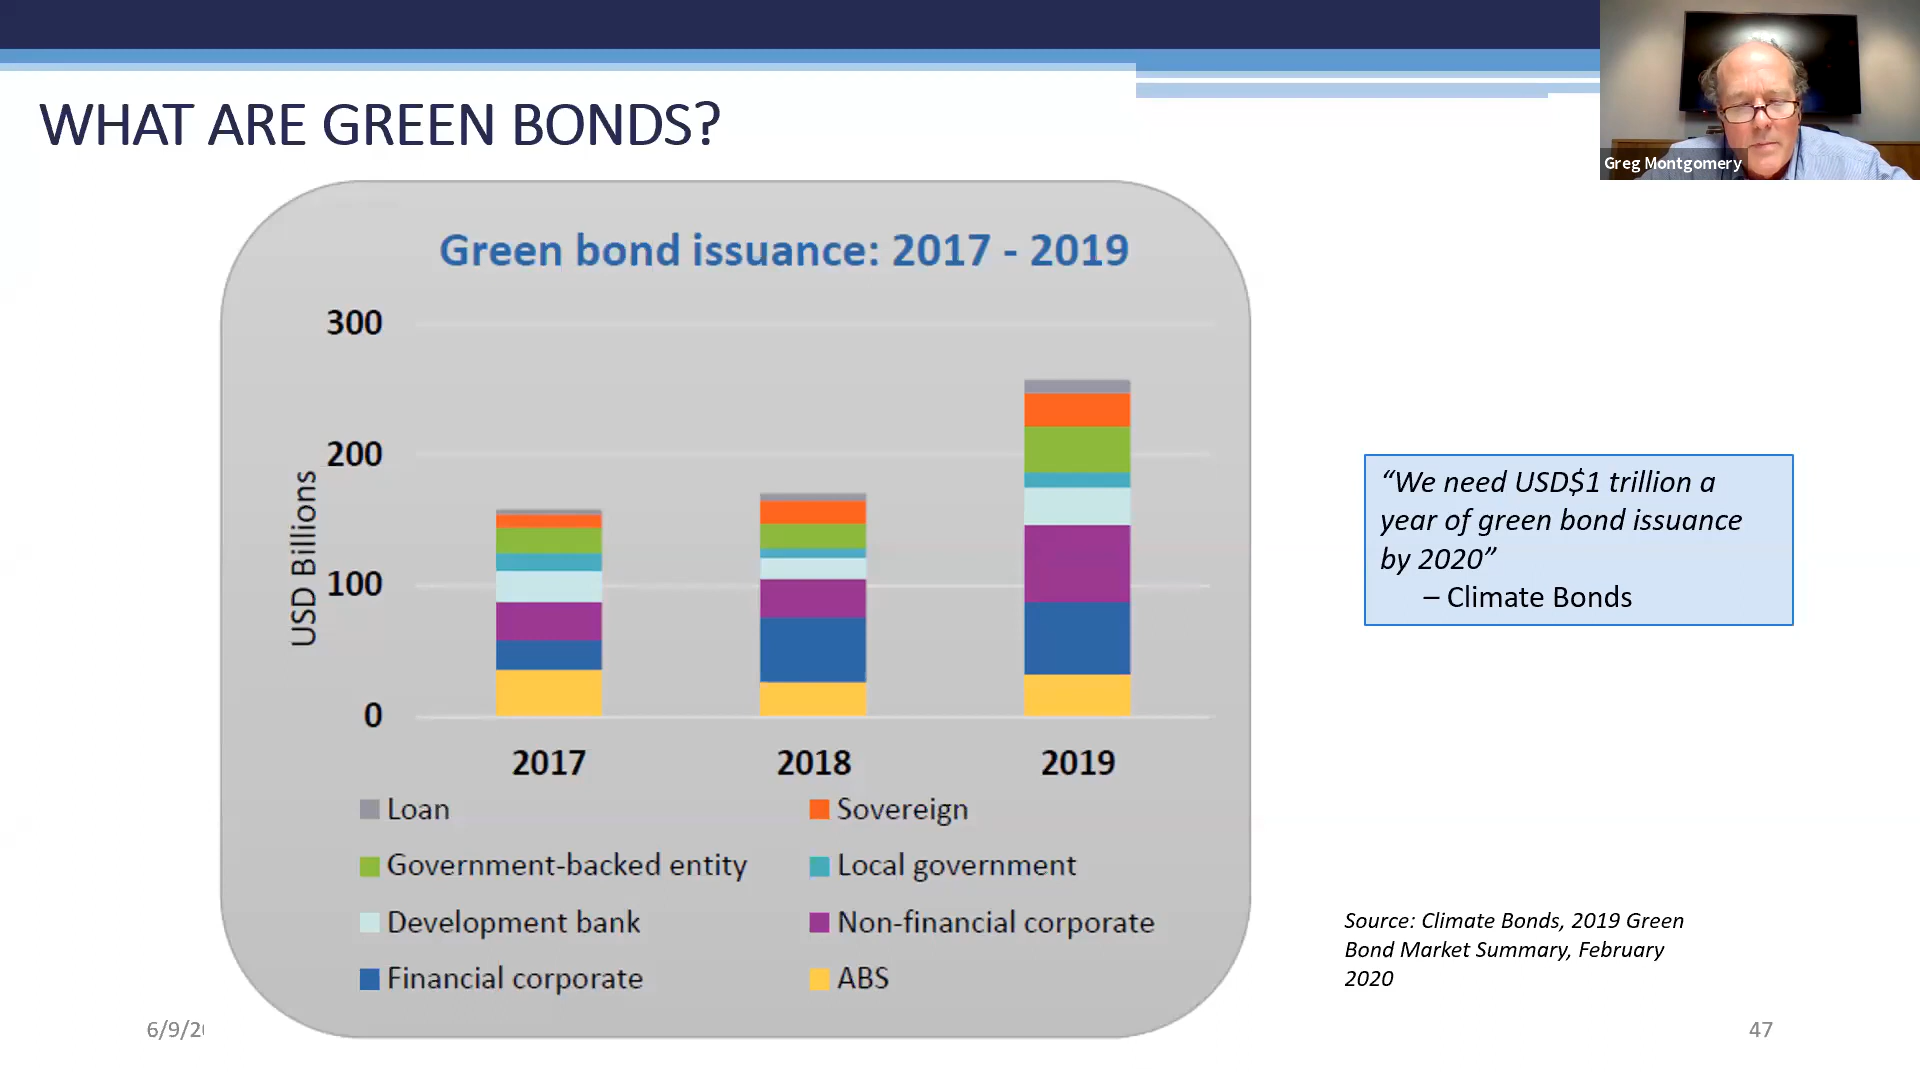 WHAT ARE GREEN BONDS?
Greg Montgomery
Green bond issuance: 2017 - 2019
300
200
100
0
USD Billions
2017 2018 2019
Loan Sovereign
Government-backed entity Local government
Development bank Non-financial corporate
Financial corporate ABS
“We need USD$1 trillion a
year of green bond issuance
by 2020”
– Climate Bonds
Source: Climate Bonds, 2019 Green
Bond Market Summary, February
2020
6/9/2
47